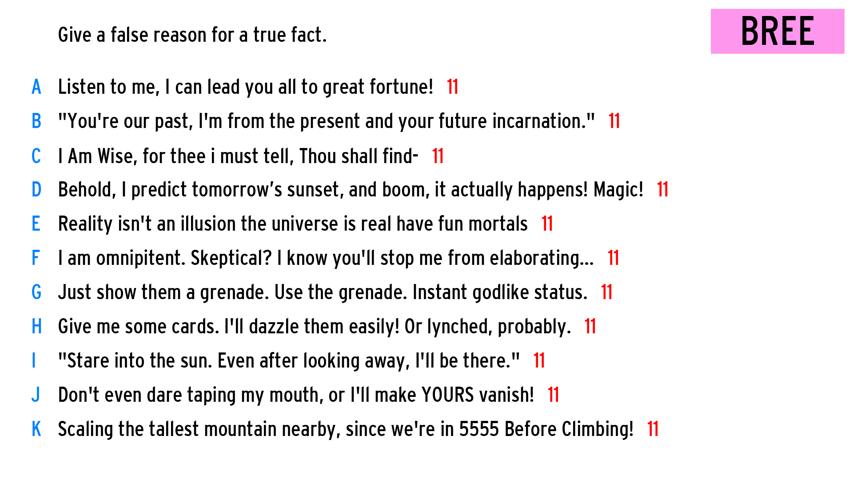 Give a false reason for a true fact.
BREE
A Listen to me, I can lead you all to great fortune! 11
B "You're our past, I'm from the present and your future incarnation." 11
C I Am Wise, for thee i must tell, Thou shall find- 11
D Behold, I predict tomorrow's sunset, and boom, it actually happens! Magic! 11
E Reality isn't an illusion the universe is real have fun mortals 11
F I am omnipitent. Skeptical? I know you'll stop me from elaborating... 11
G Just show them a grenade. Use the grenade. Instant godlike status. 11
H Give me some cards. I'll dazzle them easily! Or lynched, probably. 11
I "Stare into the sun. Even after looking away, I'll be there." 11
J Don't even dare taping my mouth, or I'll make YOURS vanish! 11
K Scaling the tallest mountain nearby, since we're in 5555 Before Climbing! 11